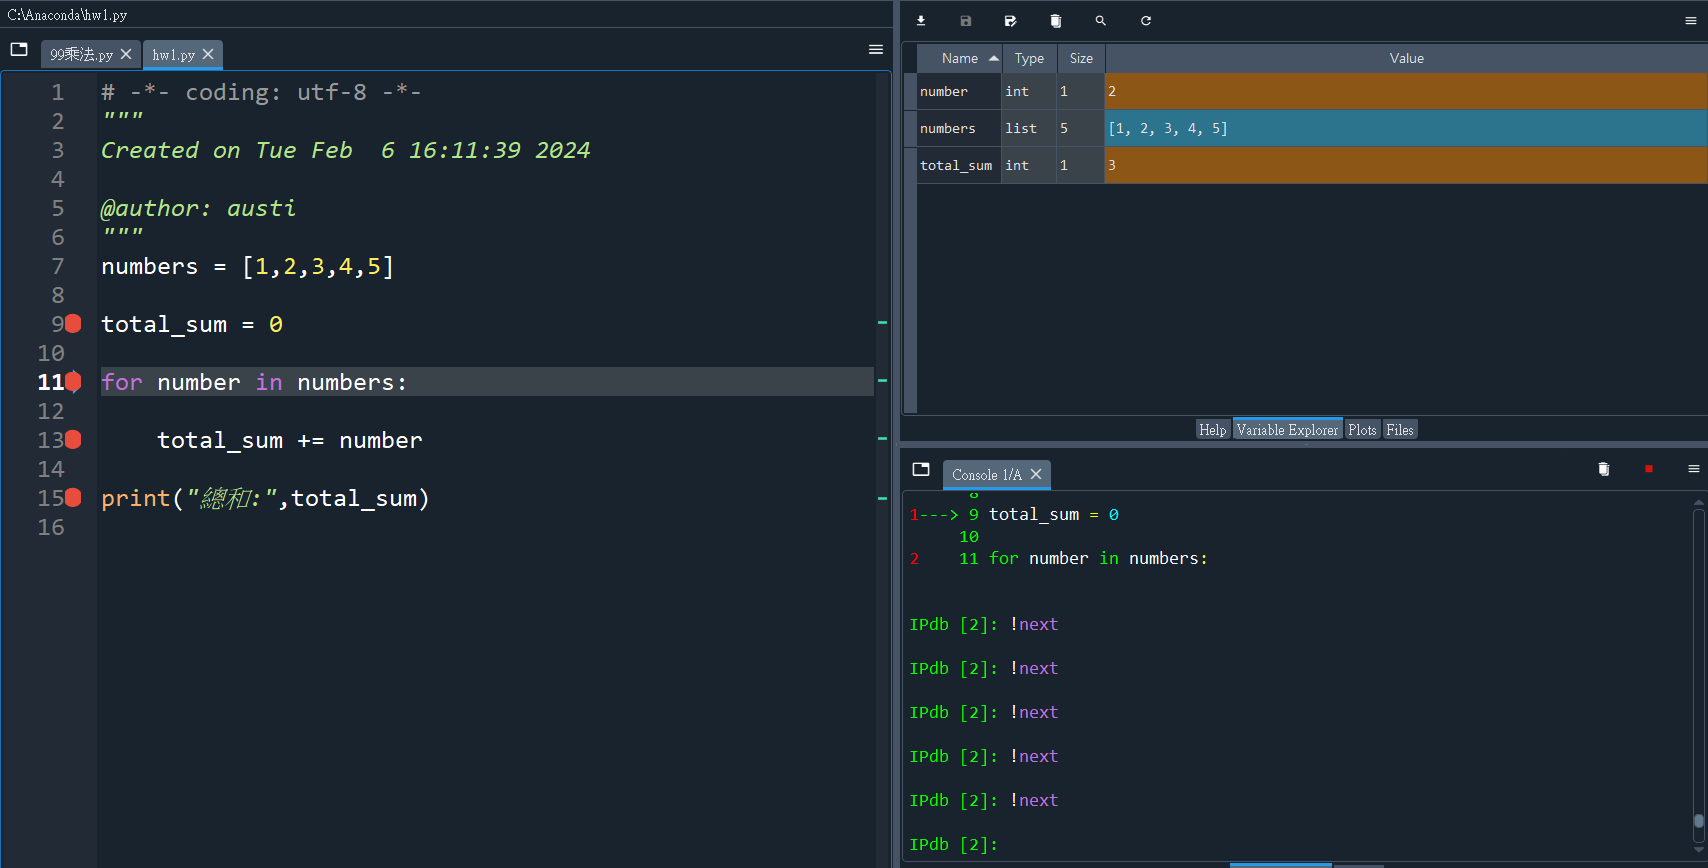 C:\Anaconda\hw1.py
99乘法.py
hw1.py
1 # -*- coding: utf-8 -*-
2 """
3 Created on Tue Feb  6 16:11:39 2024
4
5 @author: austi
6 """
7 numbers = [1,2,3,4,5]
8
9 total_sum = 0
10
11 for number in numbers:
12
13     total_sum += number
14
15 print("總和:",total_sum)
16
Name Type Size Value
number int 1 2
numbers list 5 [1, 2, 3, 4, 5]
total_sum int 1 3
Help Variable Explorer Plots Files
Console 1/A
8
1---> 9 total_sum = 0
10
2    11 for number in numbers:
IPdb [2]: !next
IPdb [2]: !next
IPdb [2]: !next
IPdb [2]: !next
IPdb [2]: !next
IPdb [2]: